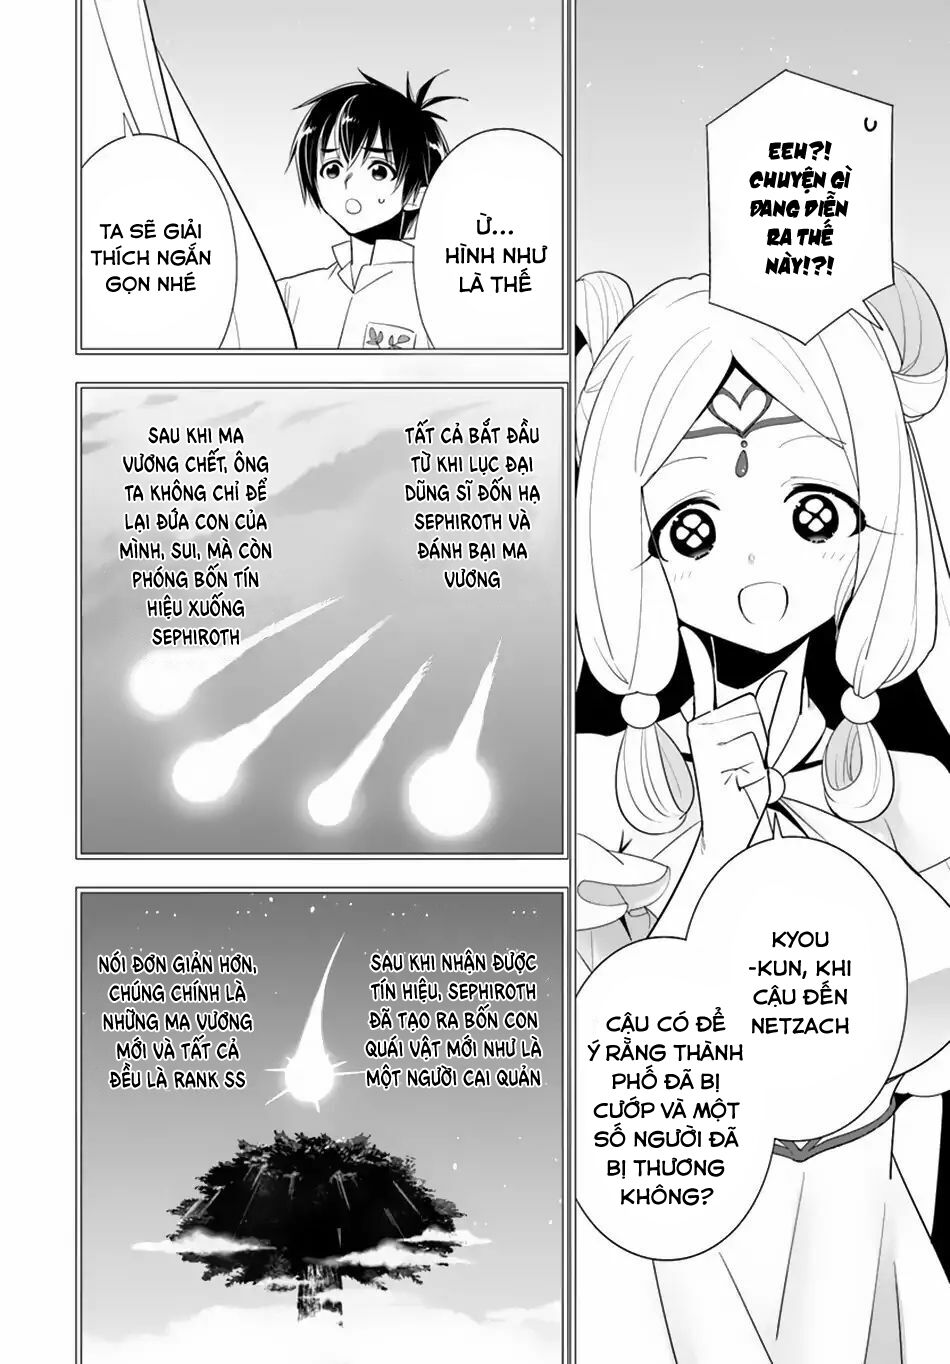 EEH?!
CHUYỆN GÌ
ĐANG DIỄN
RA THẾ
NÀY!?!
KYOU
-KUN, KHI
CẬU ĐẾN
NETZACH
CẬU CÓ ĐỂ
Ý RẰNG THÀNH
PHỐ ĐÃ BỊ
CƯỚP VÀ MỘT
SỐ NGƯỜI ĐÃ
BỊ THƯƠNG
KHÔNG?
Ừ...
HÌNH NHƯ
LÀ THẾ
TA SẼ GIẢI
THÍCH NGẮN
GỌN NHÉ
TẤT CẢ BẮT ĐẦU
TỪ KHI LỤC ĐẠI
DŨNG SĨ ĐỐN HẠ
SEPHIROTH VÀ
ĐÁNH BẠI MA
VƯƠNG
SAU KHI MA
VƯƠNG CHẾT, ÔNG
TA KHÔNG CHỈ ĐỂ
LẠI ĐỨA CON CỦA
MÌNH, SUI, MÀ CÒN
PHÓNG BỐN TÍN
HIỆU XUỐNG
SEPHIROTH
SAU KHI NHẬN ĐƯỢC
TÍN HIỆU, SEPHIROTH
ĐÃ TẠO RA BỐN CON
QUÁI VẬT MỚI NHƯ LÀ
MỘT NGƯỜI CAI QUẢN
NÓI ĐƠN GIẢN HƠN,
CHÚNG CHÍNH LÀ
NHỮNG MA VƯƠNG
MỚI VÀ TẤT CẢ
ĐỀU LÀ RANK SS